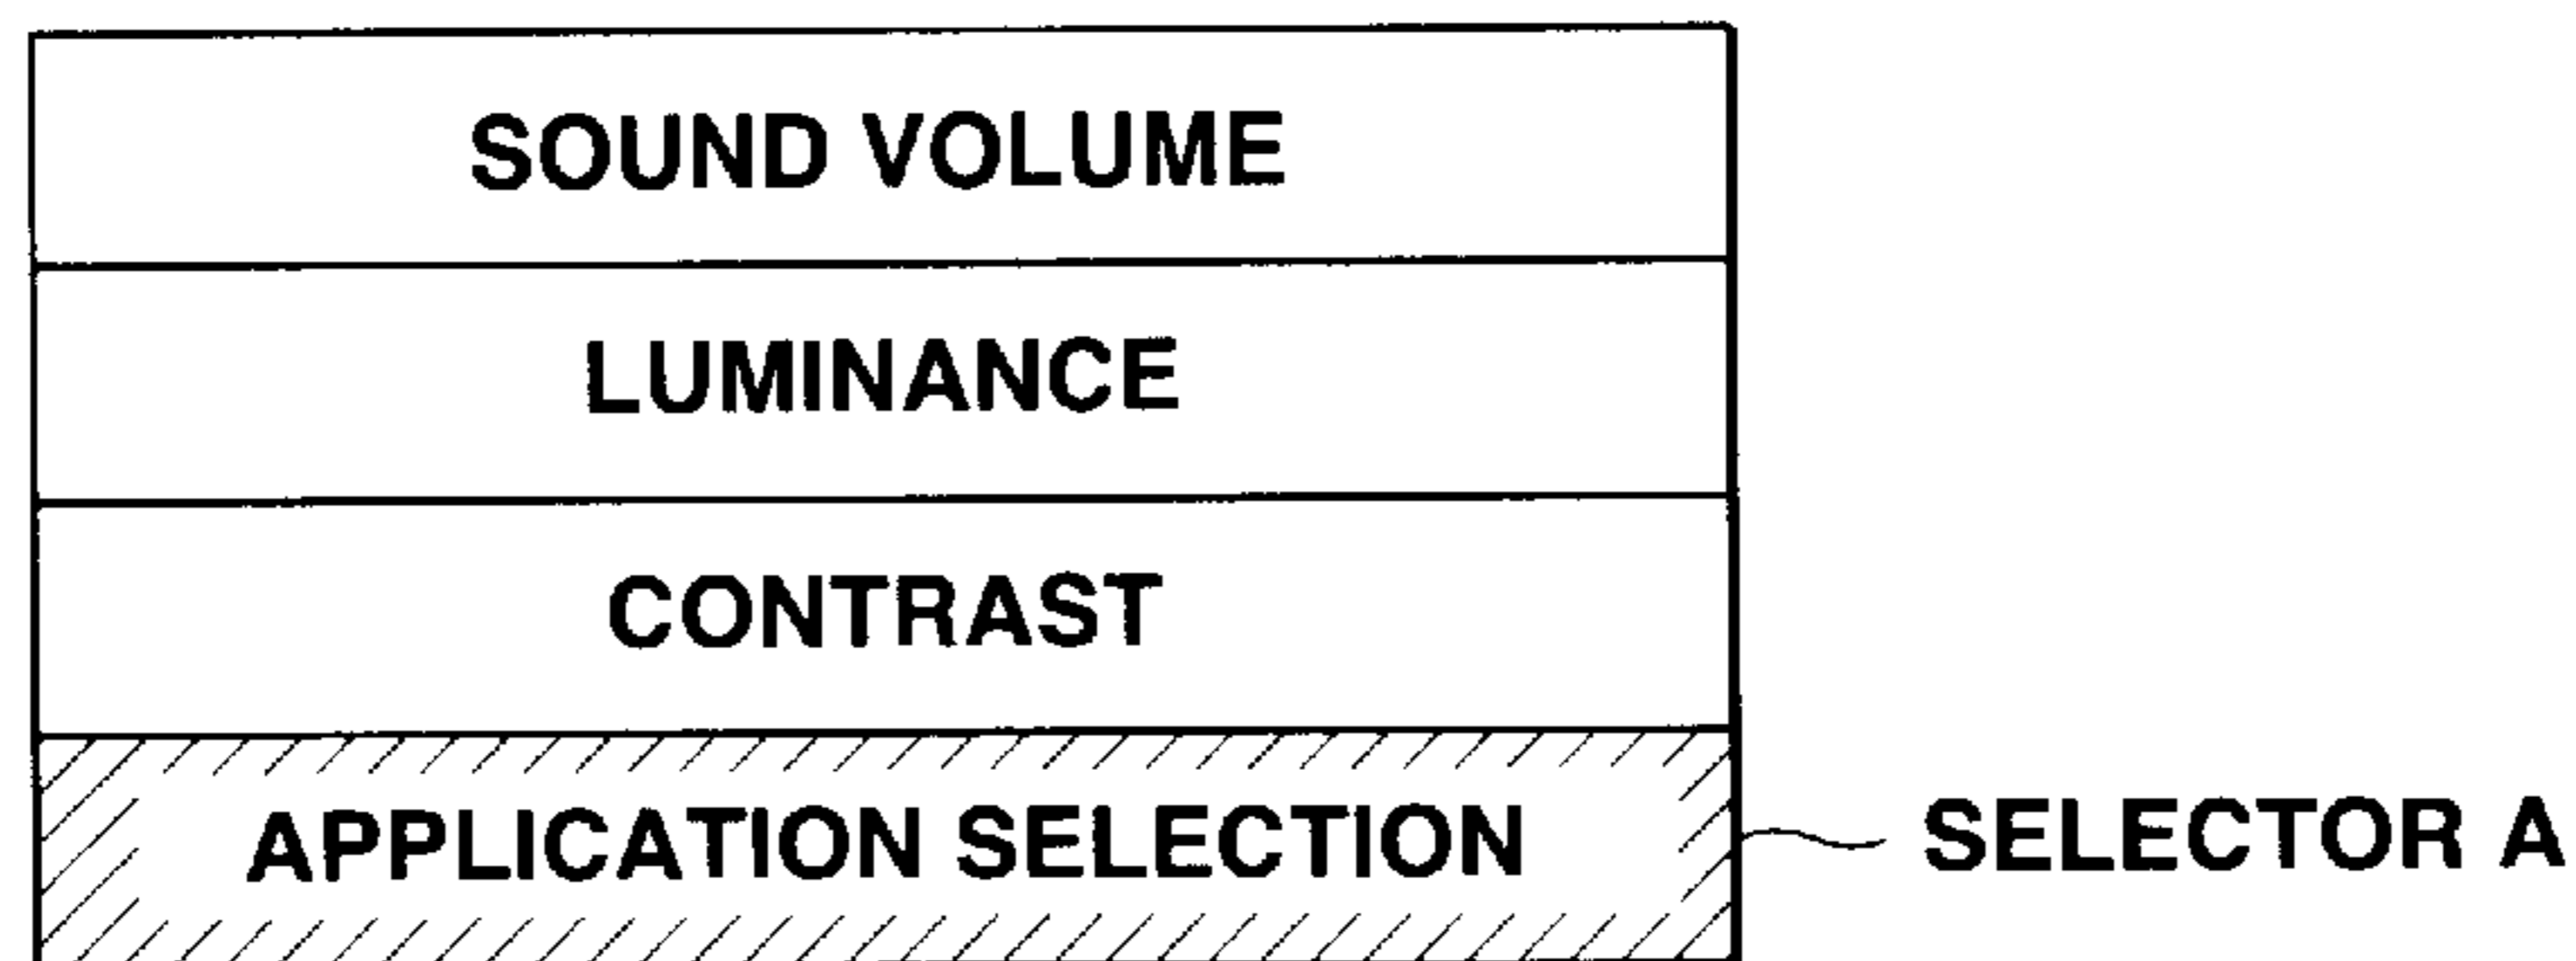 SOUND VOLUME
LUMINANCE
CONTRAST
APPLICATION SELECTION
SELECTOR A